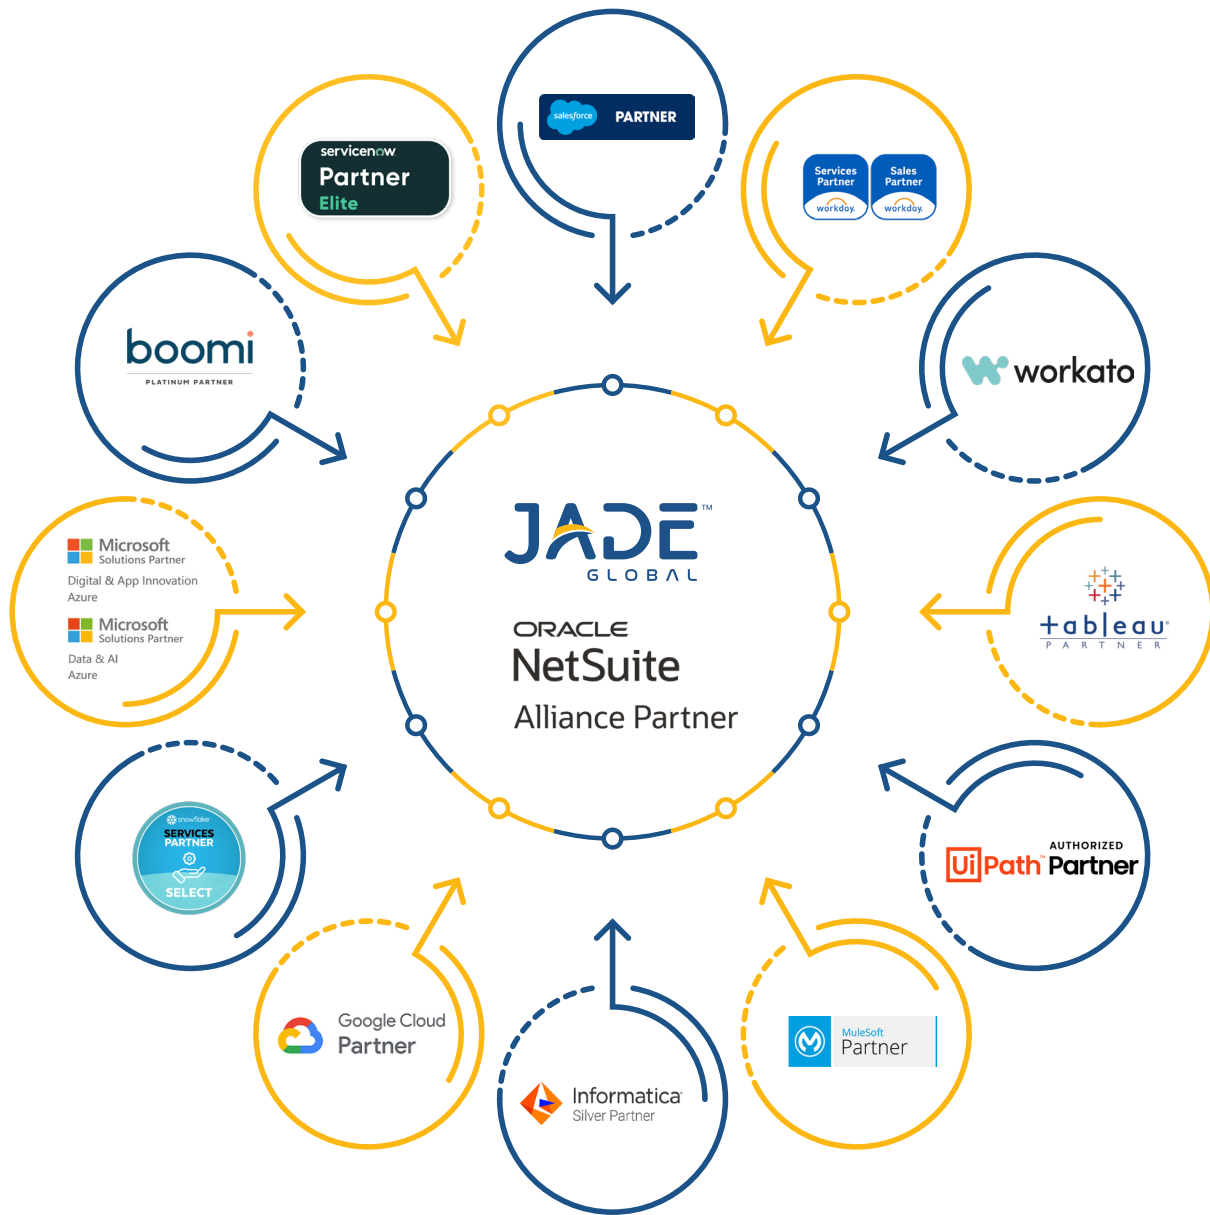 salesforce PARTNER
servicenow
Partner
Elite
Services
Partner
workday.
Sales
Partner
workday.
boomi
PLATINUM PARTNER
workato
JADE™
GLOBAL
ORACLE
NetSuite
Alliance Partner
Microsoft
Solutions Partner
Digital & App Innovation
Azure
Microsoft
Solutions Partner
Data & AI
Azure
tableau®
PARTNER
snowflake®
SERVICES
PARTNER
SELECT
AUTHORIZED
UiPath™ Partner
Google Cloud
Partner
MuleSoft
Partner
Informatica®
Silver Partner